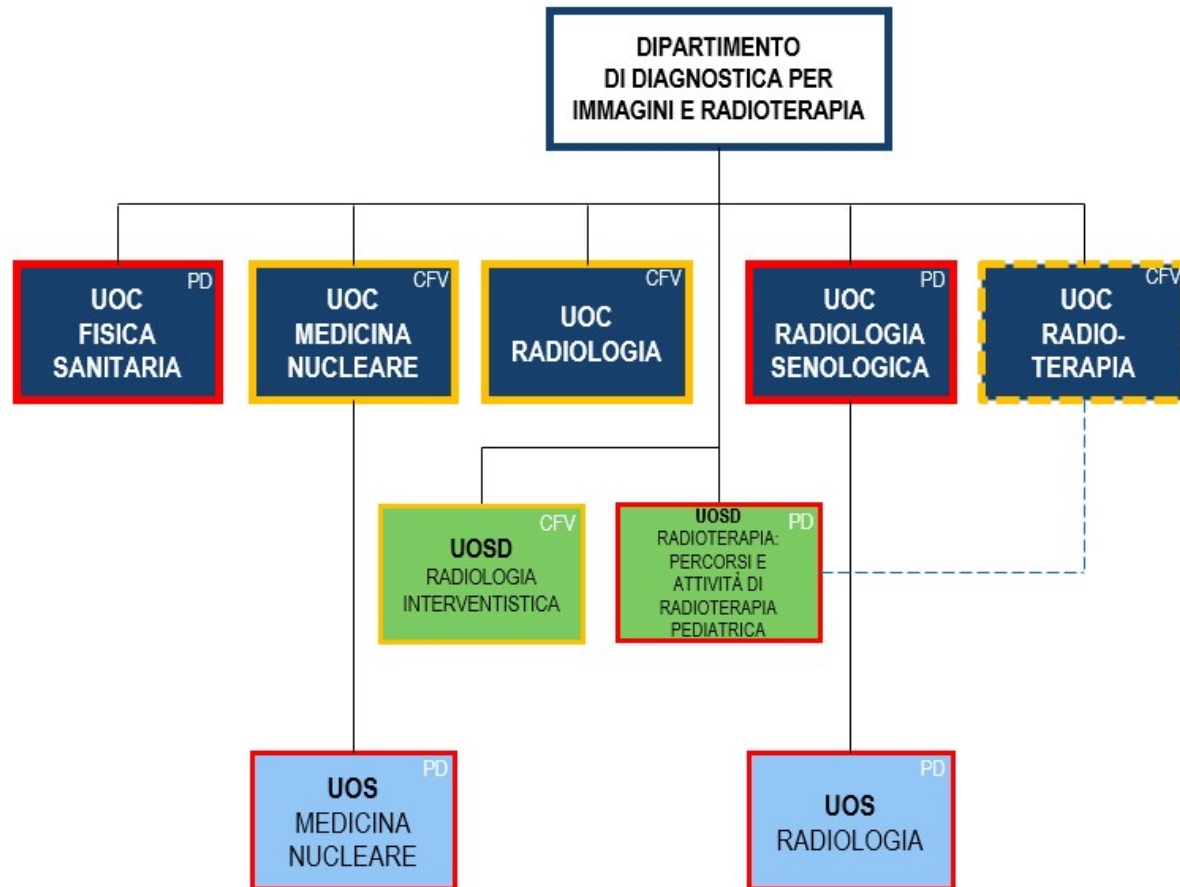 DIPARTIMENTO
DI DIAGNOSTICA PER
IMMAGINI E RADIOTERAPIA
PD
UOC
FISICA
SANITARIA
CFV
UOC
MEDICINA
NUCLEARE
CFV
UOC
RADIOLOGIA
PD
UOC
RADIOLOGIA
SENOLOGICA
CFV
UOC
RADIO-
TERAPIA
CFV
UOSD
RADIOLOGIA
INTERVENTISTICA
PD
UOSD
RADIOTERAPIA:
PERCORSI E
ATTIVITÀ DI
RADIOTERAPIA
PEDIATRICA
PD
UOS
MEDICINA
NUCLEARE
PD
UOS
RADIOLOGIA